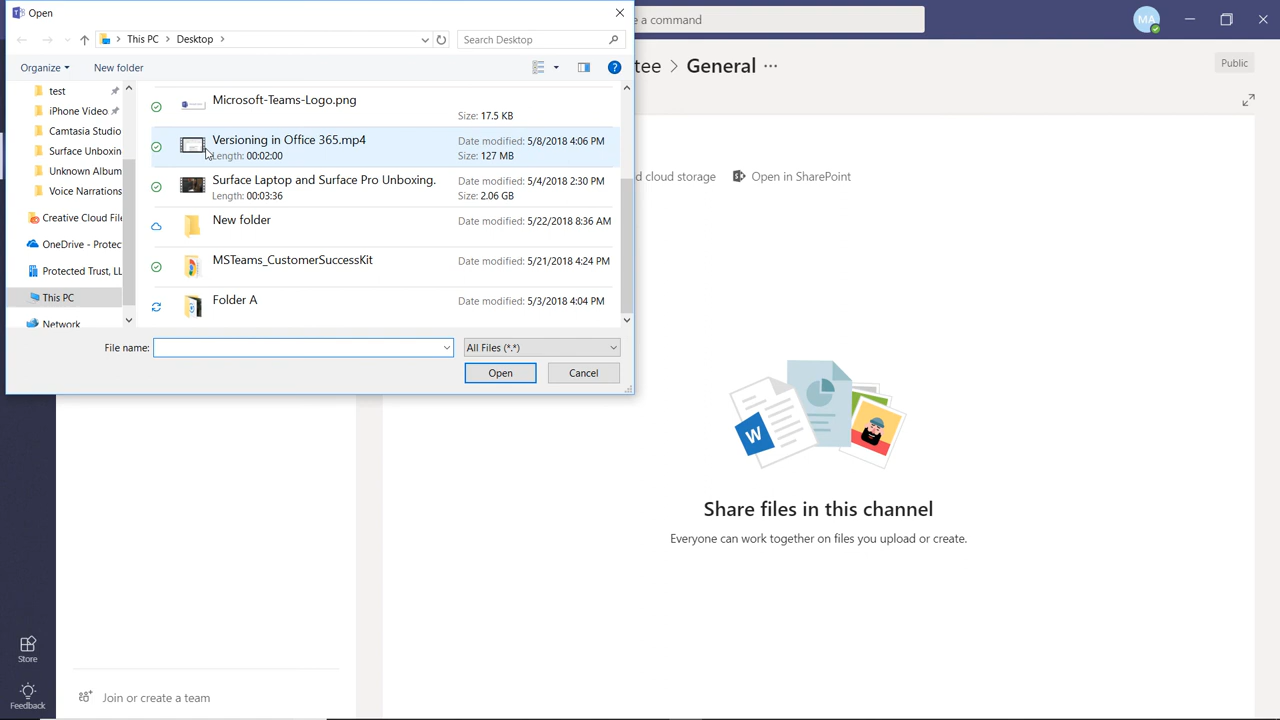 Open
This PC > Desktop >
Search Desktop
Organize
New folder
test
iPhone Video
Camtasia Studio
Surface Unboxin
Unknown Album
Voice Narrations
Creative Cloud File
OneDrive - Protec
Protected Trust, LL
This PC
Network
Microsoft-Teams-Logo.png
Size: 17.5 KB
Versioning in Office 365.mp4
Length: 00:02:00
Date modified: 5/8/2018 4:06 PM
Size: 127 MB
Surface Laptop and Surface Pro Unboxing.
Length: 00:03:36
Date modified: 5/4/2018 2:30 PM
Size: 2.06 GB
New folder
Date modified: 5/22/2018 8:36 AM
MSTeams_CustomerSuccessKit
Date modified: 5/21/2018 4:24 PM
Folder A
Date modified: 5/3/2018 4:04 PM
File name:
All Files (*.*)
Open
Cancel
a command
MA
tee > General ...
Public
d cloud storage
Open in SharePoint
W
Share files in this channel
Everyone can work together on files you upload or create.
Store
Feedback
Join or create a team